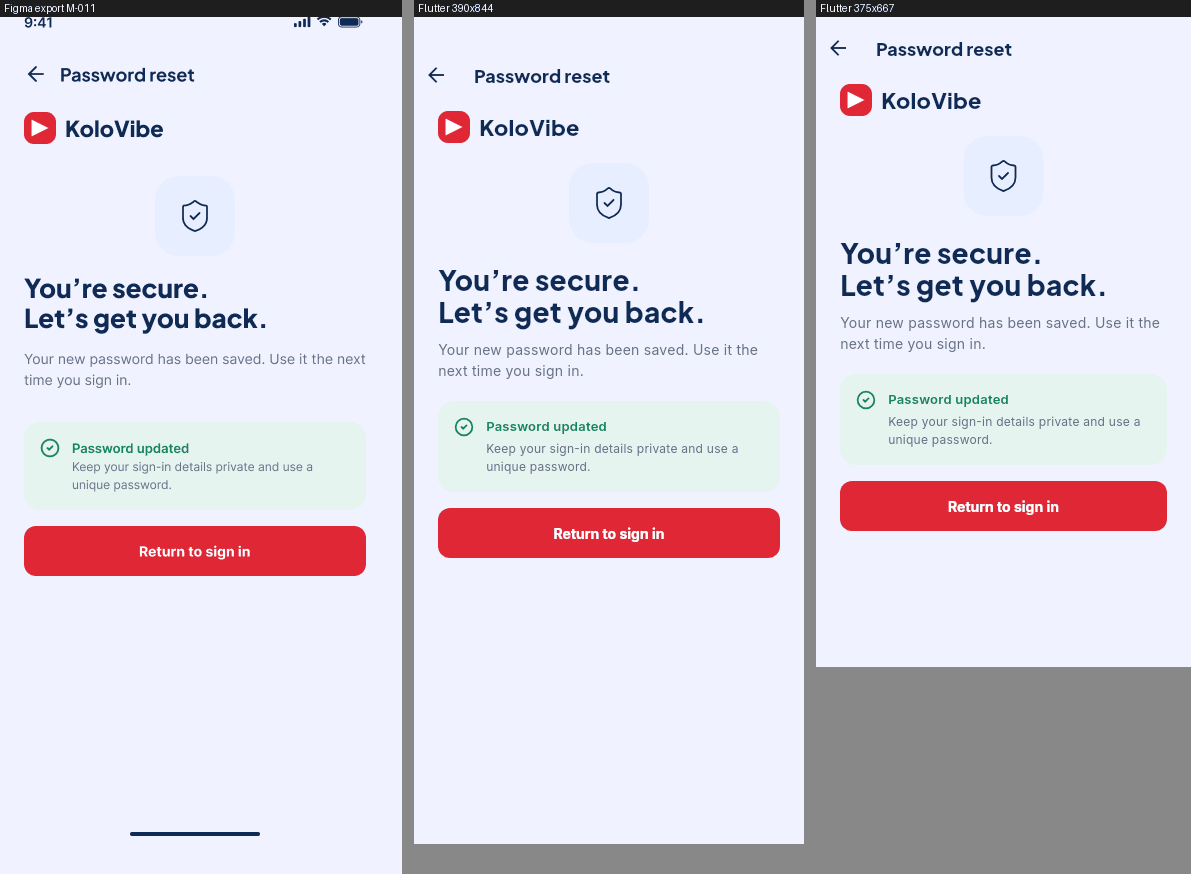 Figma export M-011
9:41
Password reset
KoloVibe
You’re secure.
Let’s get you back.
Your new password has been saved. Use it the next
time you sign in.
Password updated
Keep your sign-in details private and use a
unique password.
Return to sign in
Flutter 390x844
Password reset
KoloVibe
You’re secure.
Let’s get you back.
Your new password has been saved. Use it the
next time you sign in.
Password updated
Keep your sign-in details private and use a
unique password.
Return to sign in
Flutter 375x667
Password reset
KoloVibe
You’re secure.
Let’s get you back.
Your new password has been saved. Use it the
next time you sign in.
Password updated
Keep your sign-in details private and use a
unique password.
Return to sign in